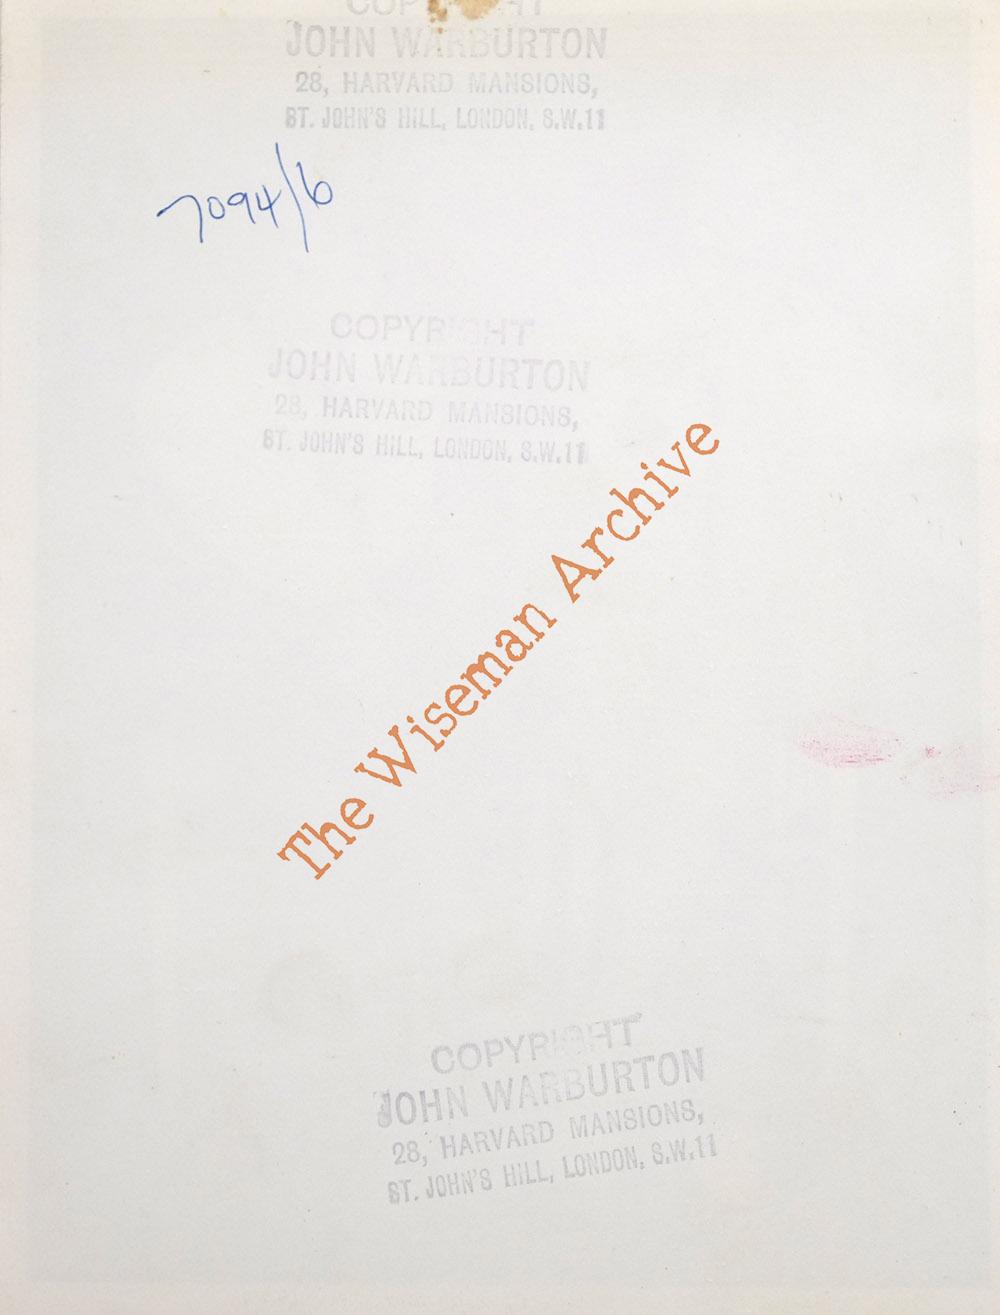 COPYRIGHT
JOHN WARBURTON
28, HARVARD MANSIONS,
ST. JOHN'S HILL, LONDON, S.W.11
7094/6
COPYRIGHT
JOHN WARBURTON
28, HARVARD MANSIONS,
ST. JOHN'S HILL, LONDON, S.W.11
The Wiseman Archive
COPYRIGHT
JOHN WARBURTON
28, HARVARD MANSIONS,
ST. JOHN'S HILL, LONDON, S.W.11